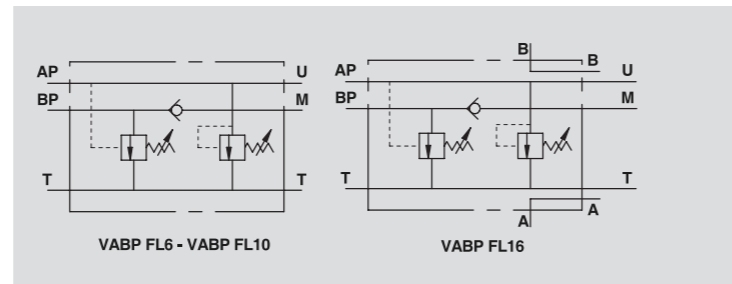 B
B
AP U AP U
BP M BP M
T T T T
A
A
VABP FL6 - VABP FL10 VABP FL16